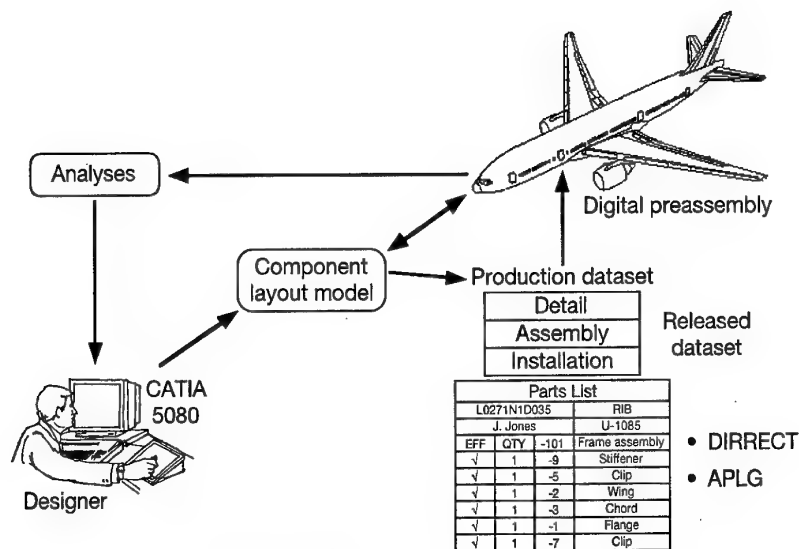 Analyses
Digital preassembly
Component
layout model
Production dataset
Detail
Assembly
Installation
Released
dataset
CATIA
5080
Designer
Parts List
L0271N1D035 RIB
J. Jones U-1085
EFF QTY -101 Frame assembly
√ 1 -9 Stiffener
√ 1 -5 Clip
√ 1 -2 Wing
√ 1 -3 Chord
√ 1 -1 Flange
√ 1 -7 Clip
• DIRRECT
• APLG